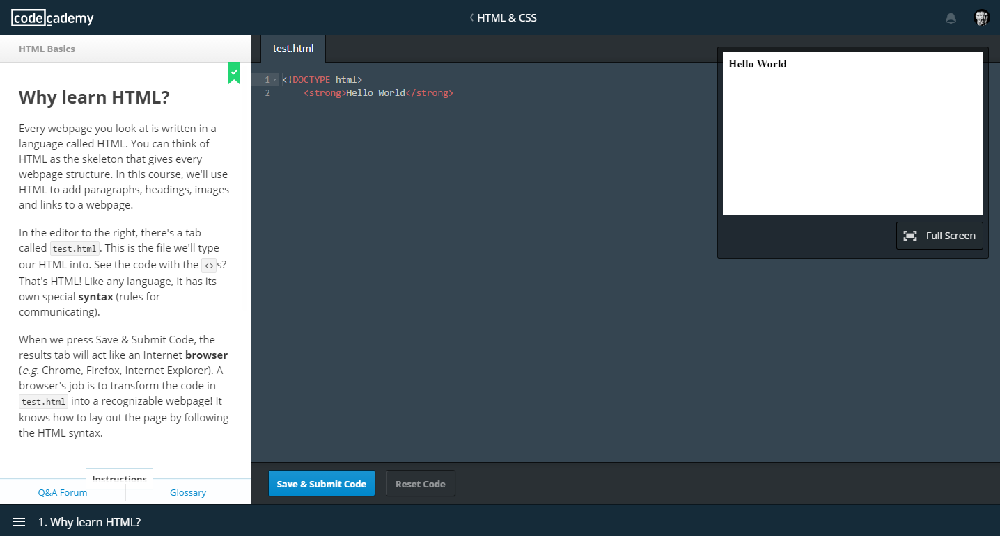 codecademy
HTML & CSS
HTML Basics
Why learn HTML?
Every webpage you look at is written in a
language called HTML. You can think of
HTML as the skeleton that gives every
webpage structure. In this course, we'll use
HTML to add paragraphs, headings, images
and links to a webpage.
In the editor to the right, there's a tab
called test.html. This is the file we'll type
our HTML into. See the code with the <>s?
That's HTML! Like any language, it has its
own special syntax (rules for
communicating).
When we press Save & Submit Code, the
results tab will act like an Internet browser
(e.g. Chrome, Firefox, Internet Explorer). A
browser's job is to transform the code in
test.html into a recognizable webpage! It
knows how to lay out the page by following
the HTML syntax.
Instructions
Q&A Forum
Glossary
test.html
1 <!DOCTYPE html>
2 <strong>Hello World</strong>
Hello World
Full Screen
Save & Submit Code
Reset Code
1. Why learn HTML?